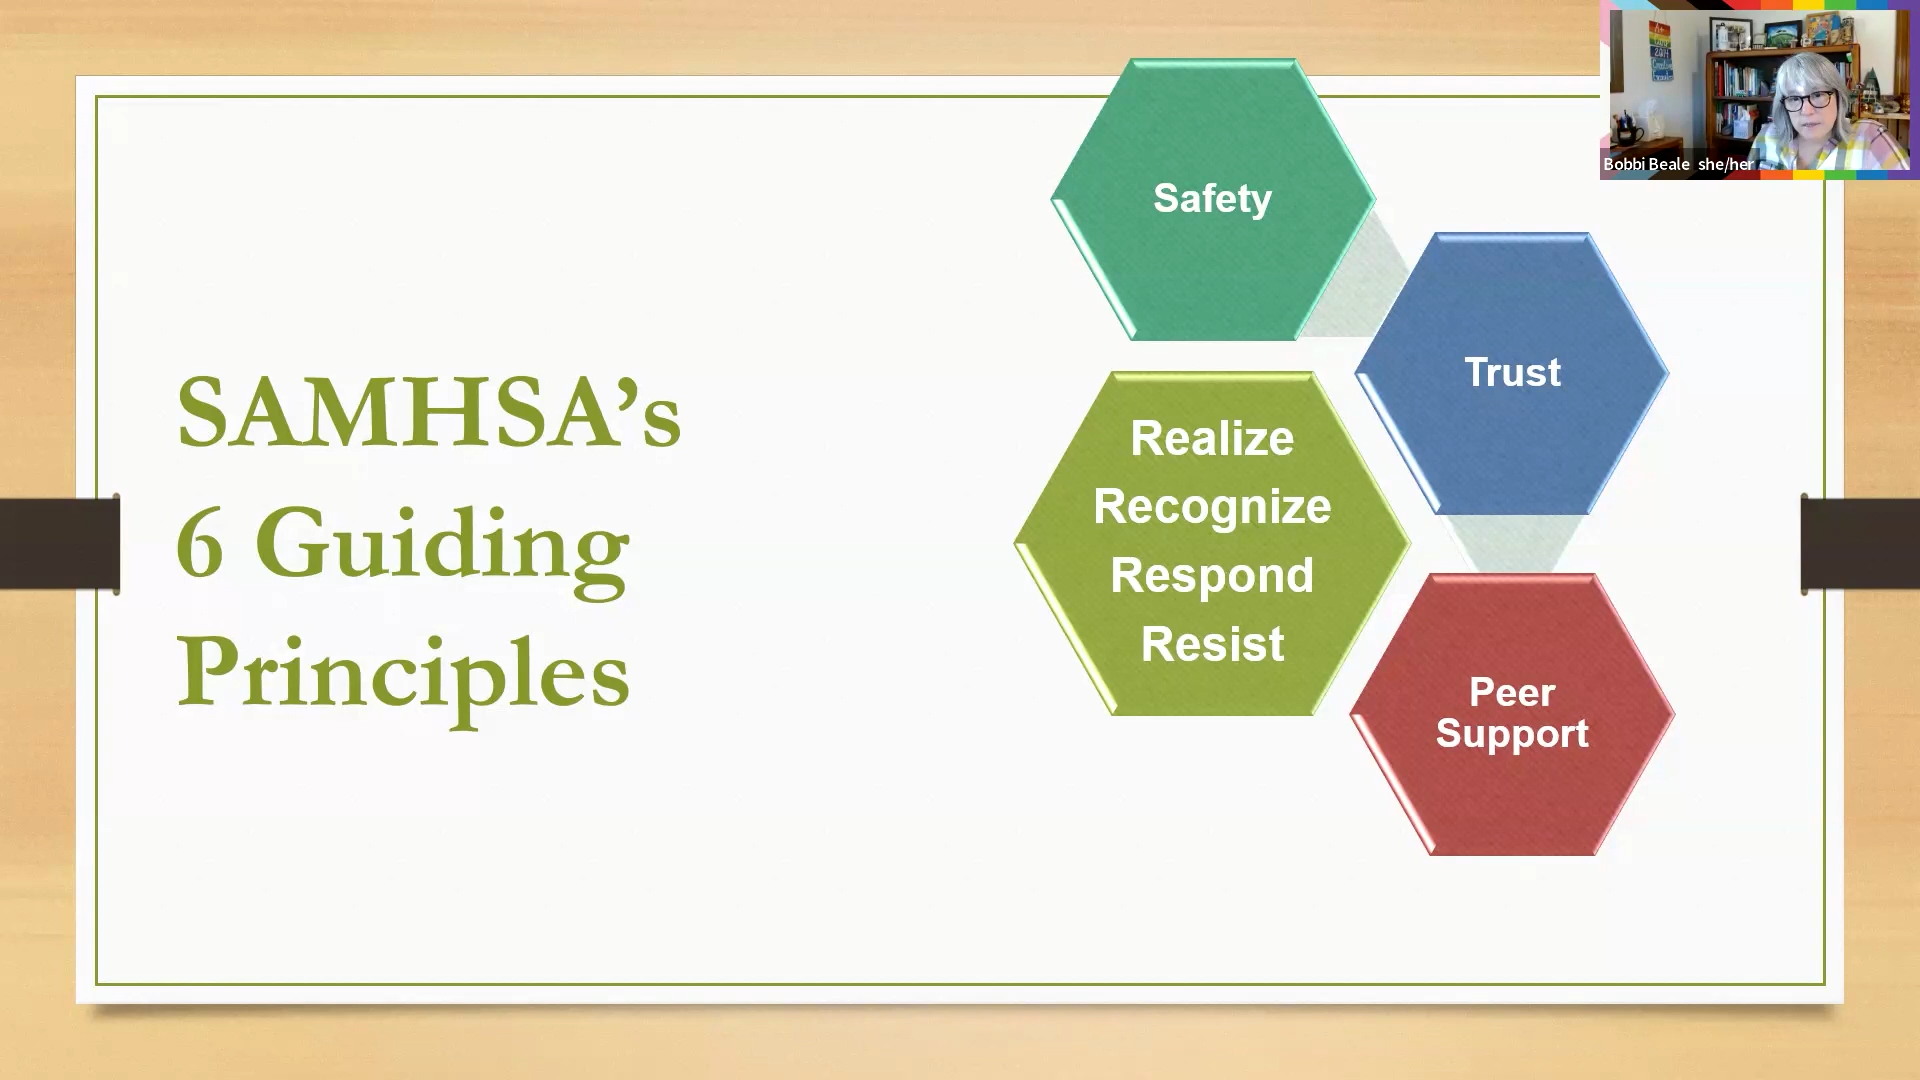 SAMHSA’s
6 Guiding
Principles
Safety
Trust
Realize
Recognize
Respond
Resist
Peer
Support
Bobbi Beale she/her